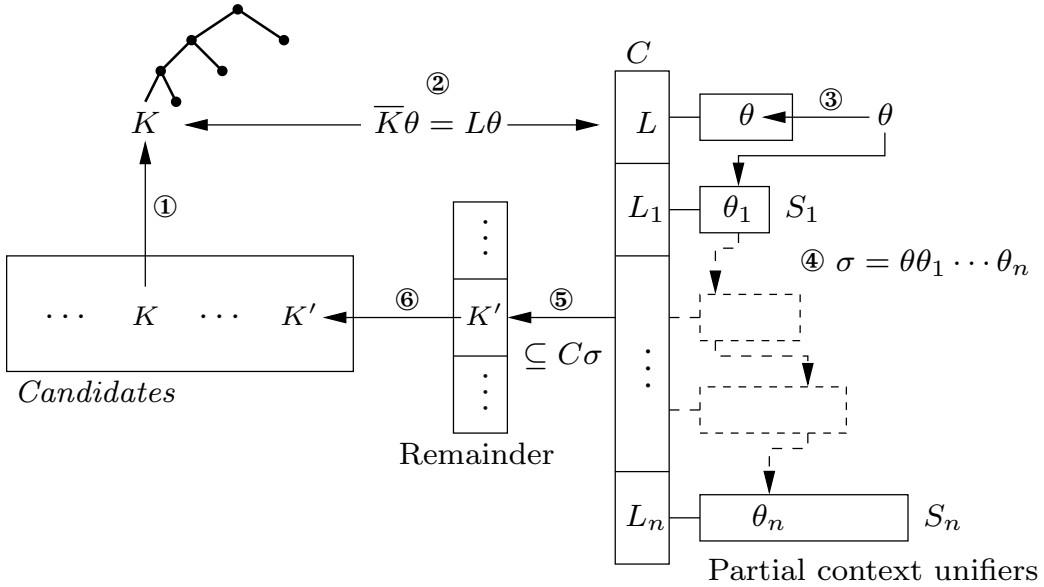 C
②
K
K̅θ = Lθ
L
θ
③
θ
①
L₁
θ₁
S₁
⋮
④ σ = θθ₁ ⋯ θₙ
⋯ K ⋯ K′
⑥
K′
⑤
⊆ Cσ
⋮
Candidates
⋮
Remainder
Lₙ
θₙ
Sₙ
Partial context unifiers